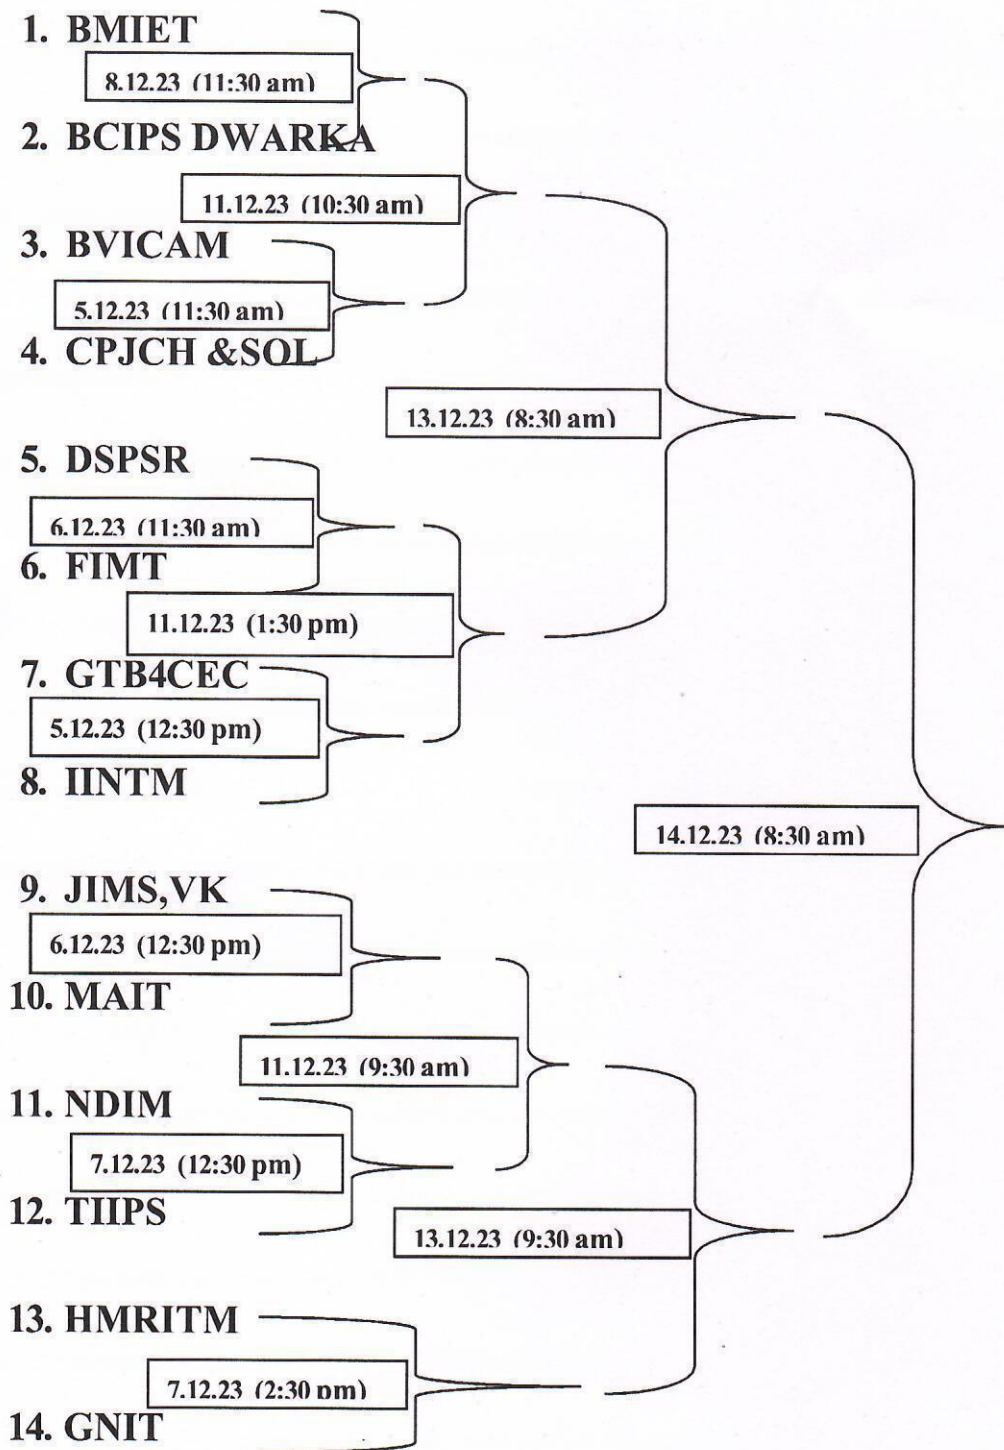 1. BMIET
8.12.23 (11:30 am)
2. BCIPS DWARKA
11.12.23 (10:30 am)
3. BVICAM
5.12.23 (11:30 am)
4. CPJCH &SOL
13.12.23 (8:30 am)
5. DSPSR
6.12.23 (11:30 am)
6. FIMT
11.12.23 (1:30 pm)
7. GTB4CEC
5.12.23 (12:30 pm)
8. IINTM
14.12.23 (8:30 am)
9. JIMS,VK
6.12.23 (12:30 pm)
10. MAIT
11.12.23 (9:30 am)
11. NDIM
7.12.23 (12:30 pm)
12. TIIPS
13.12.23 (9:30 am)
13. HMRITM
7.12.23 (2:30 pm)
14. GNIT